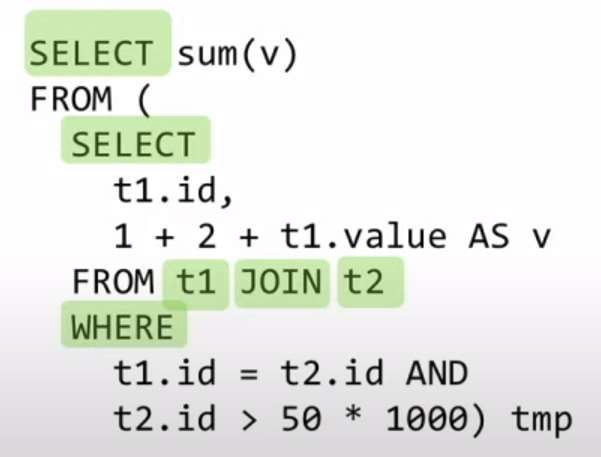 SELECT sum(v)
FROM (
SELECT
t1.id,
1 + 2 + t1.value AS v
FROM t1 JOIN t2
WHERE
t1.id = t2.id AND
t2.id > 50 * 1000) tmp